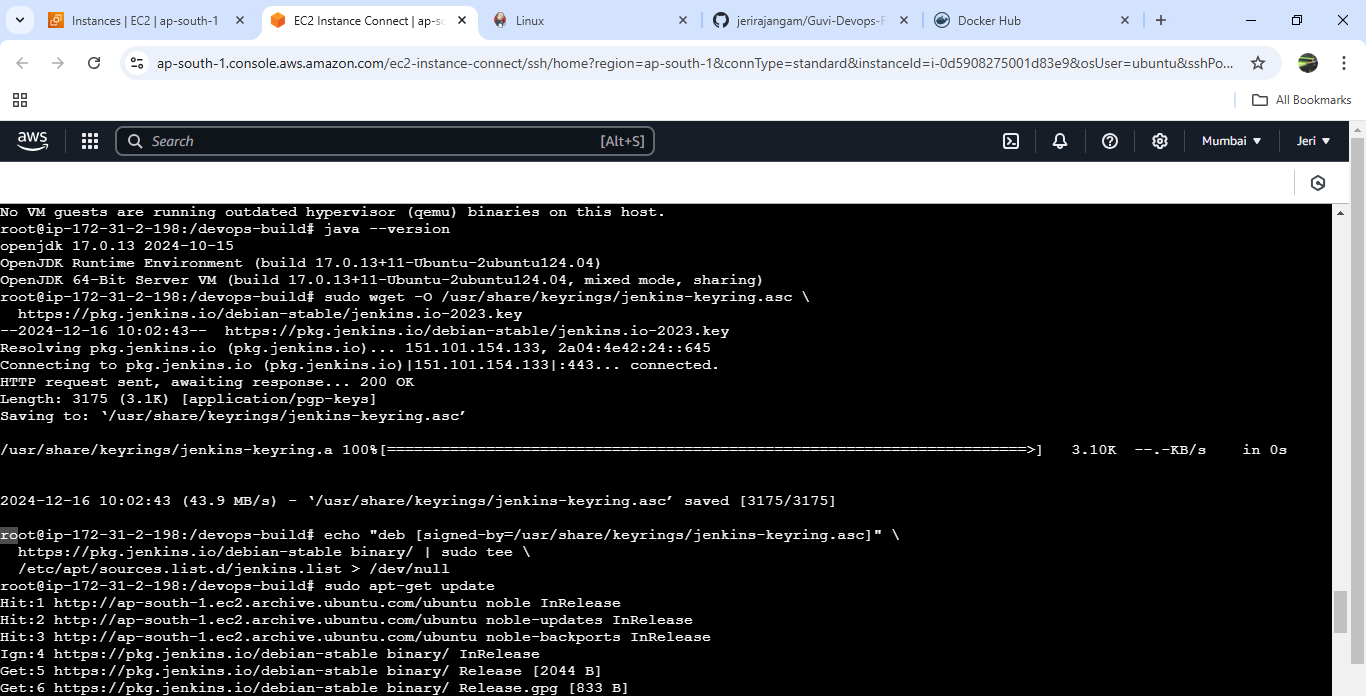 Instances | EC2 | ap-south-1
EC2 Instance Connect | ap-sc
Linux
jerirajangam/Guvi-Devops-F
Docker Hub
ap-south-1.console.aws.amazon.com/ec2-instance-connect/ssh/home?region=ap-south-1&connType=standard&instanceId=i-0d5908275001d83e9&osUser=ubuntu&sshPo...
All Bookmarks
aws
Search
[Alt+S]
Mumbai
Jeri
No VM guests are running outdated hypervisor (qemu) binaries on this host.
root@ip-172-31-2-198:/devops-build# java --version
openjdk 17.0.13 2024-10-15
OpenJDK Runtime Environment (build 17.0.13+11-Ubuntu-2ubuntu124.04)
OpenJDK 64-Bit Server VM (build 17.0.13+11-Ubuntu-2ubuntu124.04, mixed mode, sharing)
root@ip-172-31-2-198:/devops-build# sudo wget -O /usr/share/keyrings/jenkins-keyring.asc \
  https://pkg.jenkins.io/debian-stable/jenkins.io-2023.key
--2024-12-16 10:02:43--  https://pkg.jenkins.io/debian-stable/jenkins.io-2023.key
Resolving pkg.jenkins.io (pkg.jenkins.io)... 151.101.154.133, 2a04:4e42:24::645
Connecting to pkg.jenkins.io (pkg.jenkins.io)|151.101.154.133|:443... connected.
HTTP request sent, awaiting response... 200 OK
Length: 3175 (3.1K) [application/pgp-keys]
Saving to: ‘/usr/share/keyrings/jenkins-keyring.asc’
/usr/share/keyrings/jenkins-keyring.a 100%[=======================================================================>]   3.10K  --.-KB/s    in 0s
2024-12-16 10:02:43 (43.9 MB/s) - ‘/usr/share/keyrings/jenkins-keyring.asc’ saved [3175/3175]
root@ip-172-31-2-198:/devops-build# echo "deb [signed-by=/usr/share/keyrings/jenkins-keyring.asc]" \
  https://pkg.jenkins.io/debian-stable binary/ | sudo tee \
  /etc/apt/sources.list.d/jenkins.list > /dev/null
root@ip-172-31-2-198:/devops-build# sudo apt-get update
Hit:1 http://ap-south-1.ec2.archive.ubuntu.com/ubuntu noble InRelease
Hit:2 http://ap-south-1.ec2.archive.ubuntu.com/ubuntu noble-updates InRelease
Hit:3 http://ap-south-1.ec2.archive.ubuntu.com/ubuntu noble-backports InRelease
Ign:4 https://pkg.jenkins.io/debian-stable binary/ InRelease
Get:5 https://pkg.jenkins.io/debian-stable binary/ Release [2044 B]
Get:6 https://pkg.jenkins.io/debian-stable binary/ Release.gpg [833 B]